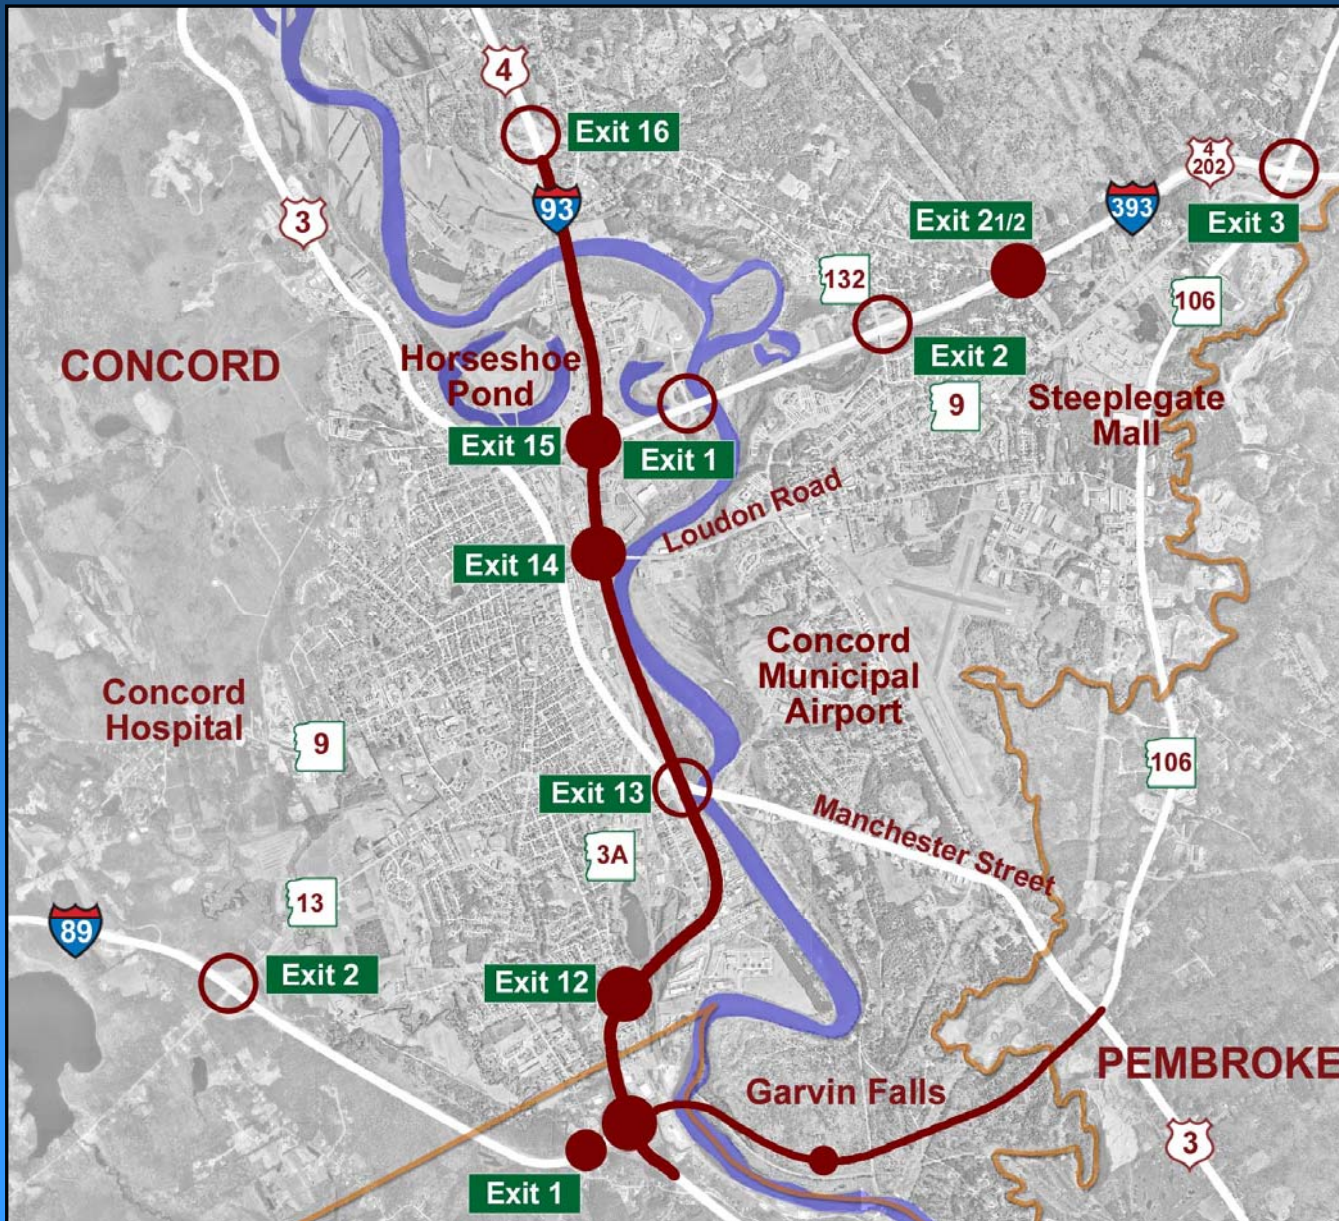 4
Exit 16
4
202
3
93
393
Exit 21/2
Exit 3
132
106
CONCORD
Horseshoe
Pond
Exit 2
9
Steeplegate
Mall
Exit 15
Exit 1
Loudon Road
Exit 14
Concord
Municipal
Airport
Concord
Hospital
9
106
Exit 13
Manchester Street
3A
13
89
Exit 2
Exit 12
PEMBROKE
Garvin Falls
3
Exit 1